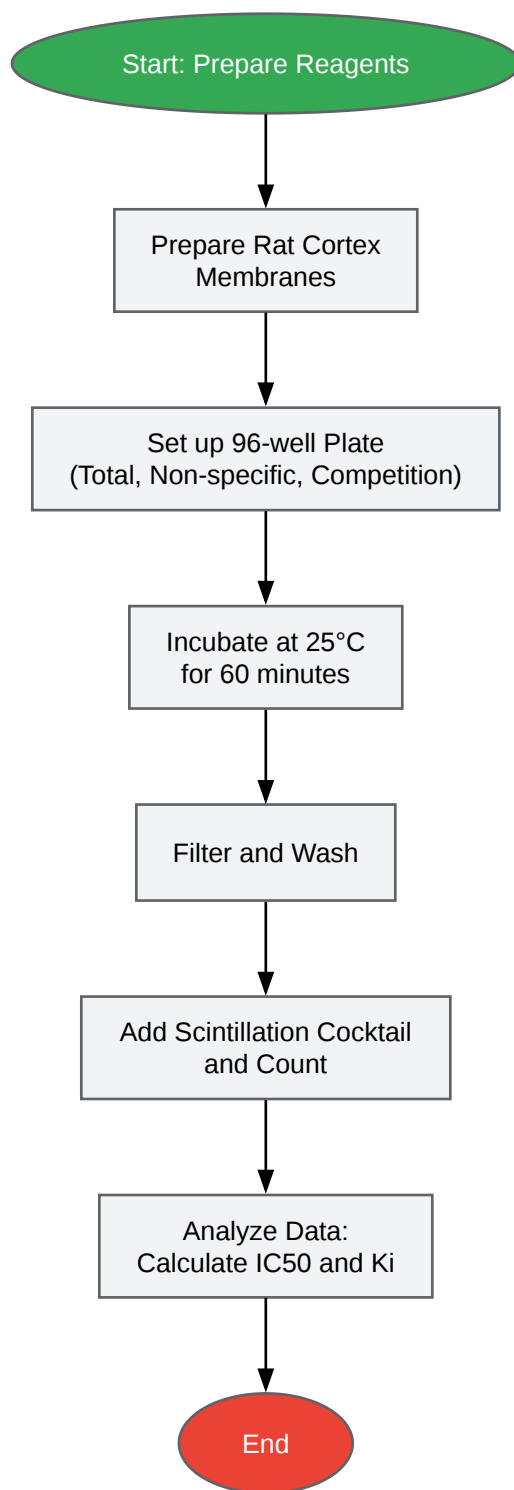 Start: Prepare Reagents
Prepare Rat Cortex
Membranes
Set up 96-well Plate
(Total, Non-specific, Competition)
Incubate at 25°C
for 60 minutes
Filter and Wash
Add Scintillation Cocktail
and Count
Analyze Data:
Calculate IC50 and Ki
End